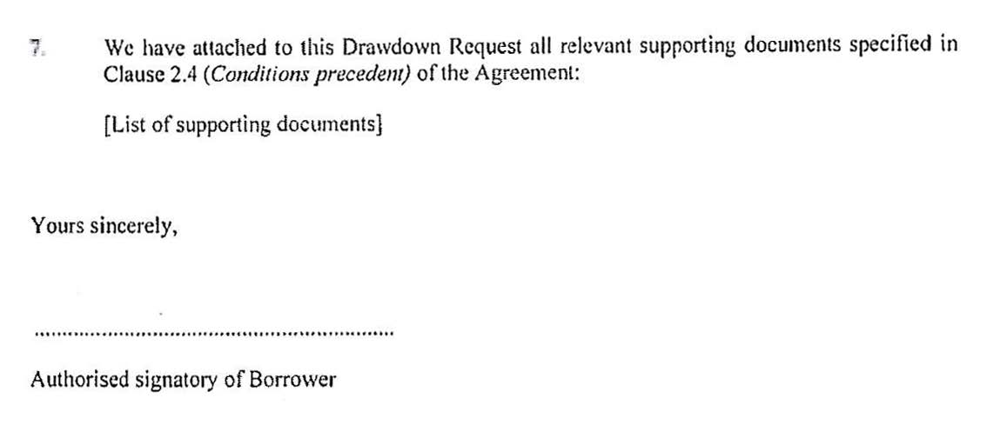 7. We have attached to this Drawdown Request all relevant supporting documents specified in
Clause 2.4 (Conditions precedent) of the Agreement:
[List of supporting documents]
Yours sincerely,
................................................................
Authorised signatory of Borrower